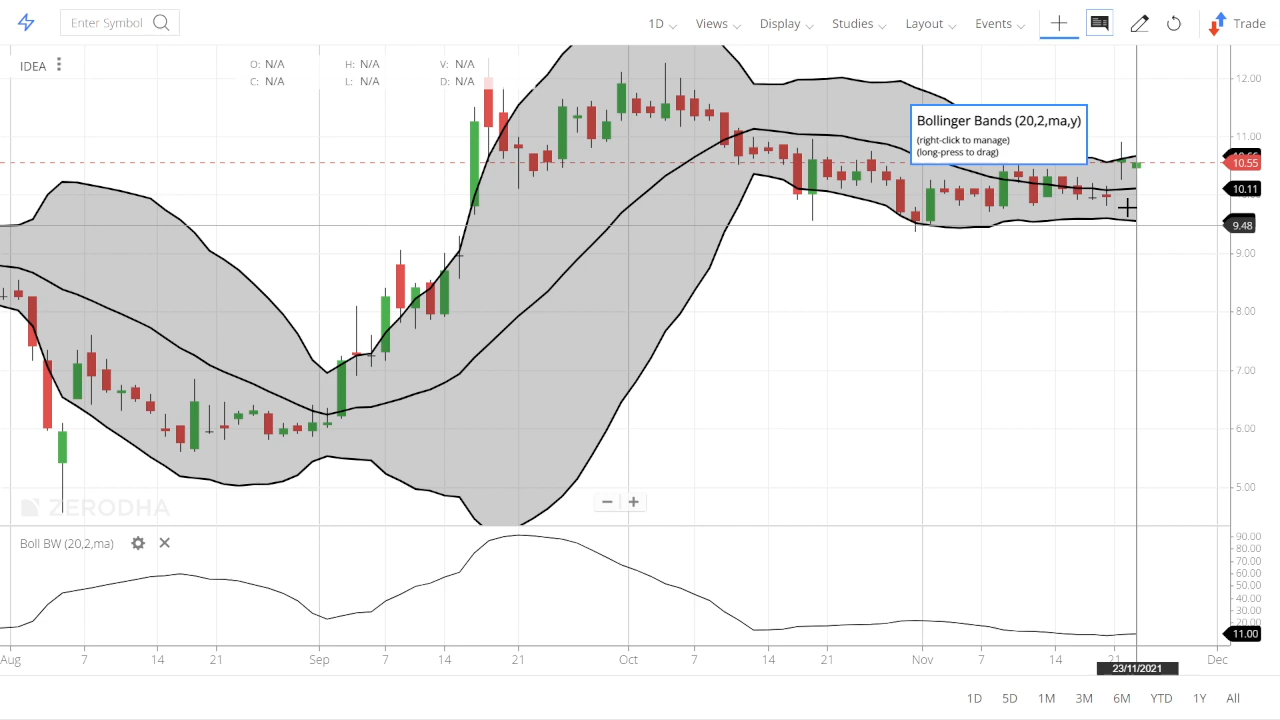 Enter Symbol 1D Views Display Studies Layout Events Trade
IDEA O: N/A H: N/A V: N/A
C: N/A L: N/A D: N/A
12.00
Bollinger Bands (20,2,ma,y)
(right-click to manage)
(long-press to drag)
11.00
10.55
10.11
9.48
9.00
8.00
7.00
6.00
5.00
ZERODHA
Boll BW (20,2,ma)
90.00
80.00
70.00
60.00
50.00
40.00
30.00
20.00
11.00
Aug 7 14 21 Sep 7 14 21 Oct 7 14 21 Nov 7 14 21 Dec
23/11/2021
1D 5D 1M 3M 6M YTD 1Y All